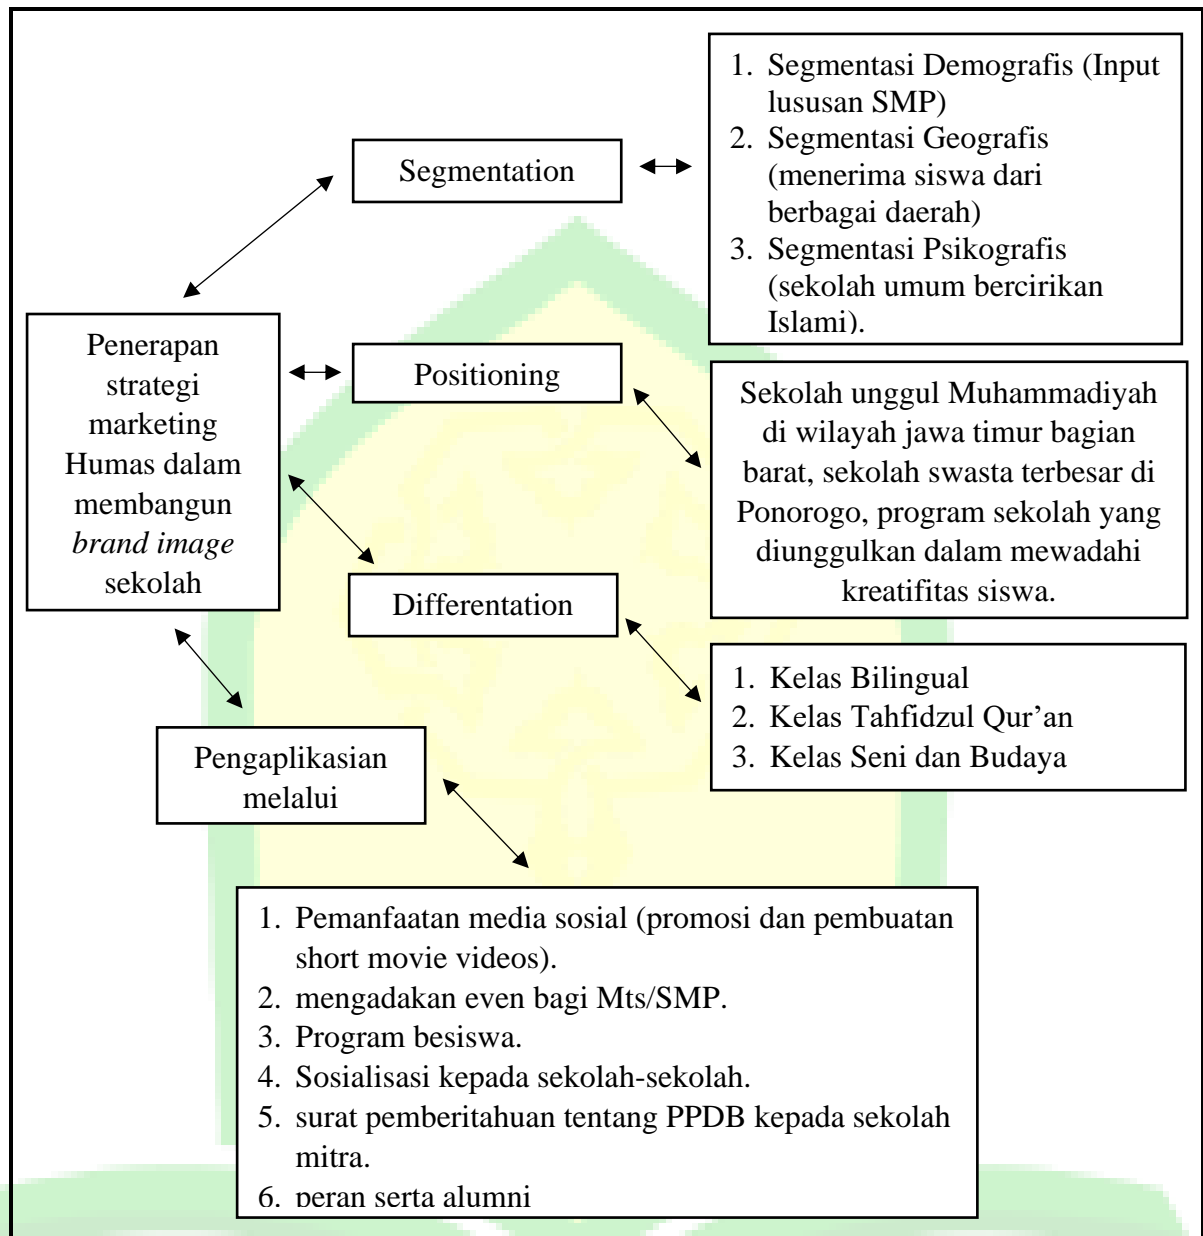 1. Segmentasi Demografis (Input
lususan SMP)
2. Segmentasi Geografis
(menerima siswa dari
berbagai daerah)
3. Segmentasi Psikografis
(sekolah umum bercirikan
Islami).
Segmentation
Penerapan
strategi
marketing
Humas dalam
membangun
brand image
sekolah
Positioning
Sekolah unggul Muhammadiyah
di wilayah jawa timur bagian
barat, sekolah swasta terbesar di
Ponorogo, program sekolah yang
diunggulkan dalam mewadahi
kreatifitas siswa.
Differentation
1. Kelas Bilingual
2. Kelas Tahfidzul Qur’an
3. Kelas Seni dan Budaya
Pengaplikasian
melalui
1. Pemanfaatan media sosial (promosi dan pembuatan
short movie videos).
2. mengadakan even bagi Mts/SMP.
3. Program besiswa.
4. Sosialisasi kepada sekolah-sekolah.
5. surat pemberitahuan tentang PPDB kepada sekolah
mitra.
6. peran serta alumni